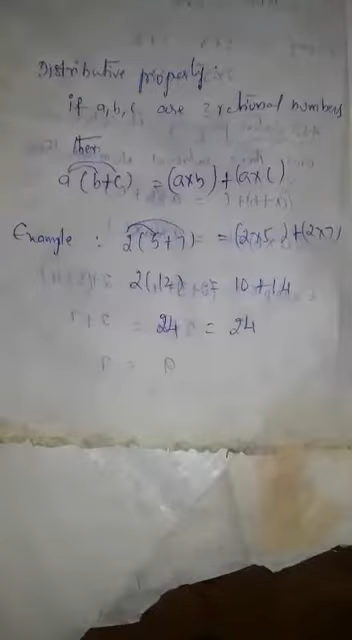 Distributive property:
if a, b, c, are 3 rational numbers
then
a (b+c) = (a×b) + (a×c)
Example : 2(5+7) = (2×5) + (2×7)
2(12) = 10+14
= 24 = 24